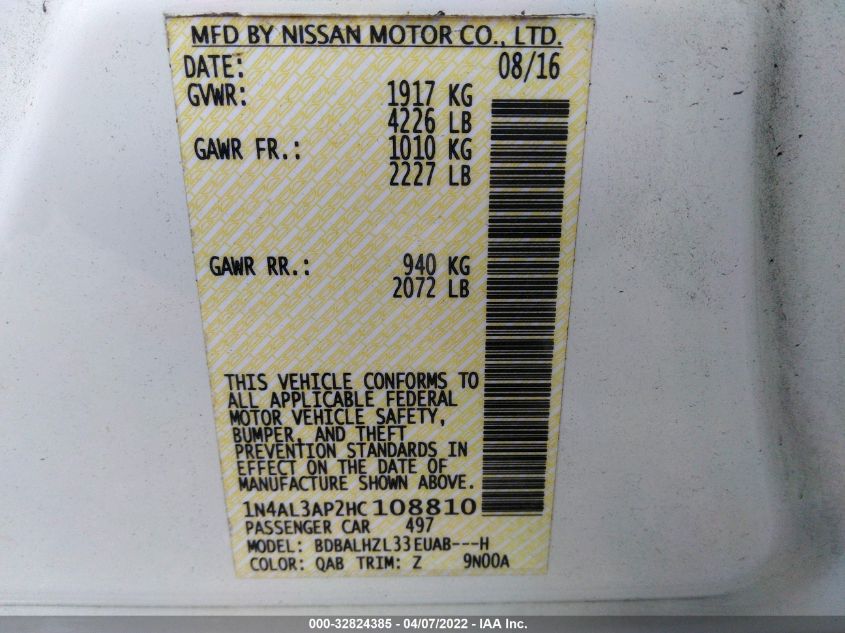 MFD BY NISSAN MOTOR CO., LTD.
DATE: 08/16
GVWR: 1917 KG
4226 LB
GAWR FR.: 1010 KG
2227 LB
GAWR RR.: 940 KG
2072 LB
THIS VEHICLE CONFORMS TO
ALL APPLICABLE FEDERAL
MOTOR VEHICLE SAFETY,
BUMPER, AND THEFT
PREVENTION STANDARDS IN
EFFECT ON THE DATE OF
MANUFACTURE SHOWN ABOVE.
1N4AL3AP2HC108810
PASSENGER CAR 497
MODEL: BDBALHZL33EUAB---H
COLOR: QAB TRIM: Z 9N00A
000-32824385 - 04/07/2022 - IAA Inc.